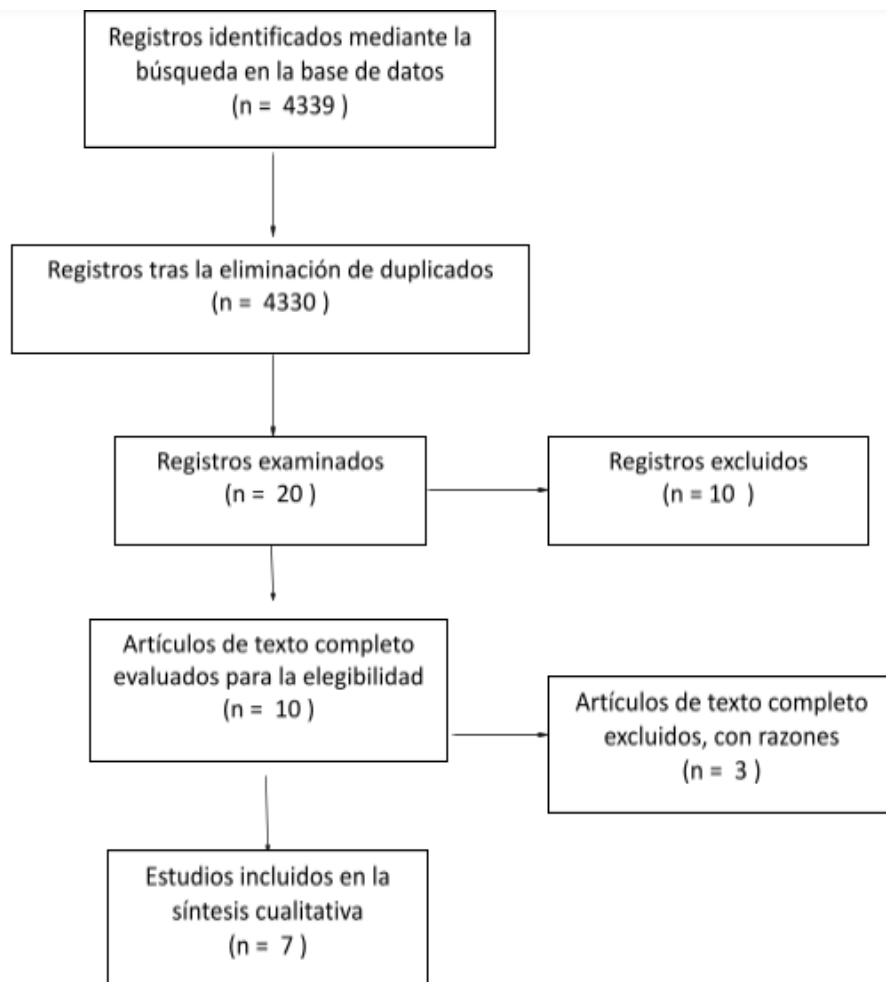 Registros identificados mediante la
búsqueda en la base de datos
(n = 4339 )
Registros tras la eliminación de duplicados
(n = 4330 )
Registros examinados
(n = 20 )
Registros excluidos
(n = 10 )
Artículos de texto completo
evaluados para la elegibilidad
(n = 10 )
Artículos de texto completo
excluidos, con razones
(n = 3 )
Estudios incluidos en la
síntesis cualitativa
(n = 7 )